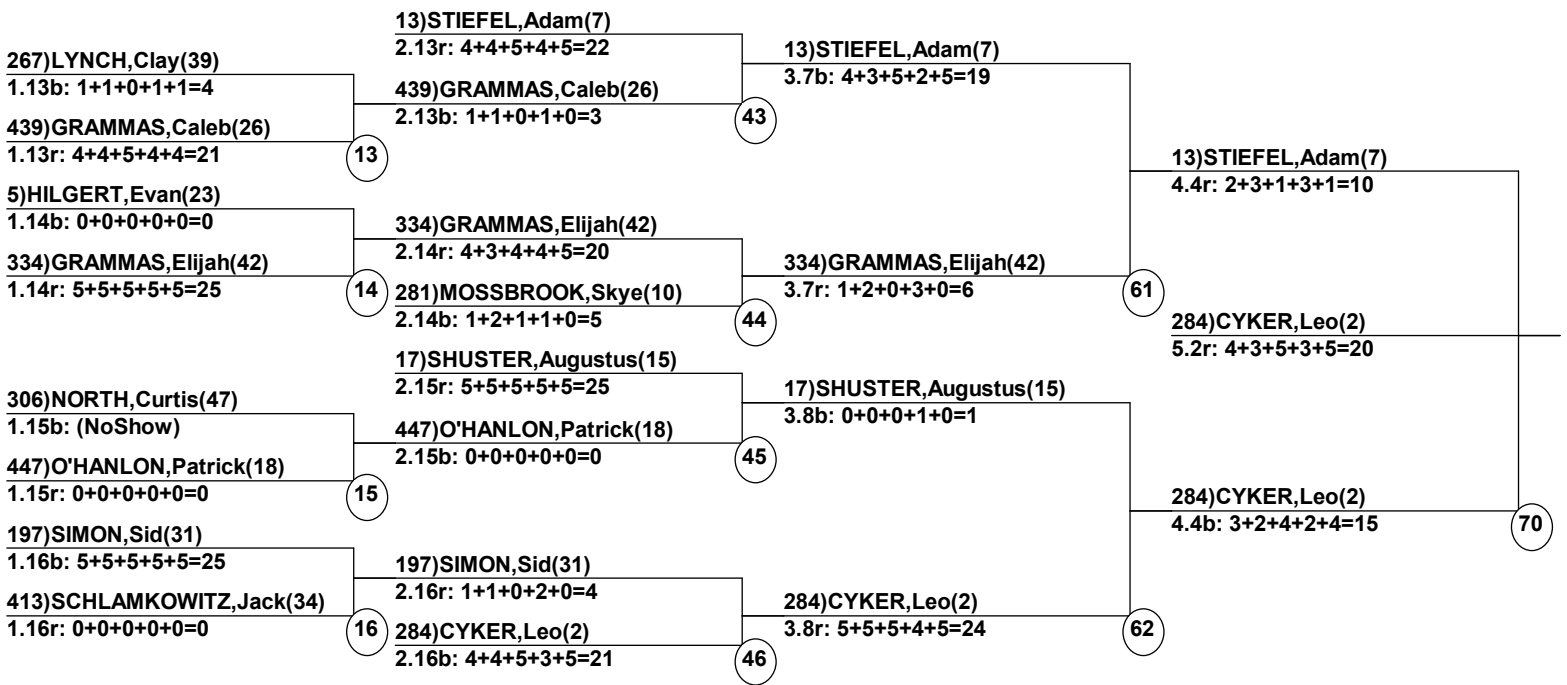 267)LYNCH,Clay(39)
1.13b: 1+1+0+1+1=4
439)GRAMMAS,Caleb(26)
1.13r: 4+4+5+4+4=21
13
5)HILGERT,Evan(23)
1.14b: 0+0+0+0+0=0
334)GRAMMAS,Elijah(42)
1.14r: 5+5+5+5+5=25
14
306)NORTH,Curtis(47)
1.15b: (NoShow)
447)O'HANLON,Patrick(18)
1.15r: 0+0+0+0+0=0
15
197)SIMON,Sid(31)
1.16b: 5+5+5+5+5=25
413)SCHLAMKOWITZ,Jack(34)
1.16r: 0+0+0+0+0=0
16
13)STIEFEL,Adam(7)
2.13r: 4+4+5+4+5=22
439)GRAMMAS,Caleb(26)
2.13b: 1+1+0+1+0=3
43
334)GRAMMAS,Elijah(42)
2.14r: 4+3+4+4+5=20
281)MOSSBROOK,Skye(10)
2.14b: 1+2+1+1+0=5
44
17)SHUSTER,Augustus(15)
2.15r: 5+5+5+5+5=25
447)O'HANLON,Patrick(18)
2.15b: 0+0+0+0+0=0
45
197)SIMON,Sid(31)
2.16r: 1+1+0+2+0=4
284)CYKER,Leo(2)
2.16b: 4+4+5+3+5=21
46
13)STIEFEL,Adam(7)
3.7b: 4+3+5+2+5=19
334)GRAMMAS,Elijah(42)
3.7r: 1+2+0+3+0=6
61
17)SHUSTER,Augustus(15)
3.8b: 0+0+0+1+0=1
284)CYKER,Leo(2)
3.8r: 5+5+5+4+5=24
62
13)STIEFEL,Adam(7)
4.4r: 2+3+1+3+1=10
284)CYKER,Leo(2)
5.2r: 4+3+5+3+5=20
284)CYKER,Leo(2)
4.4b: 3+2+4+2+4=15
70